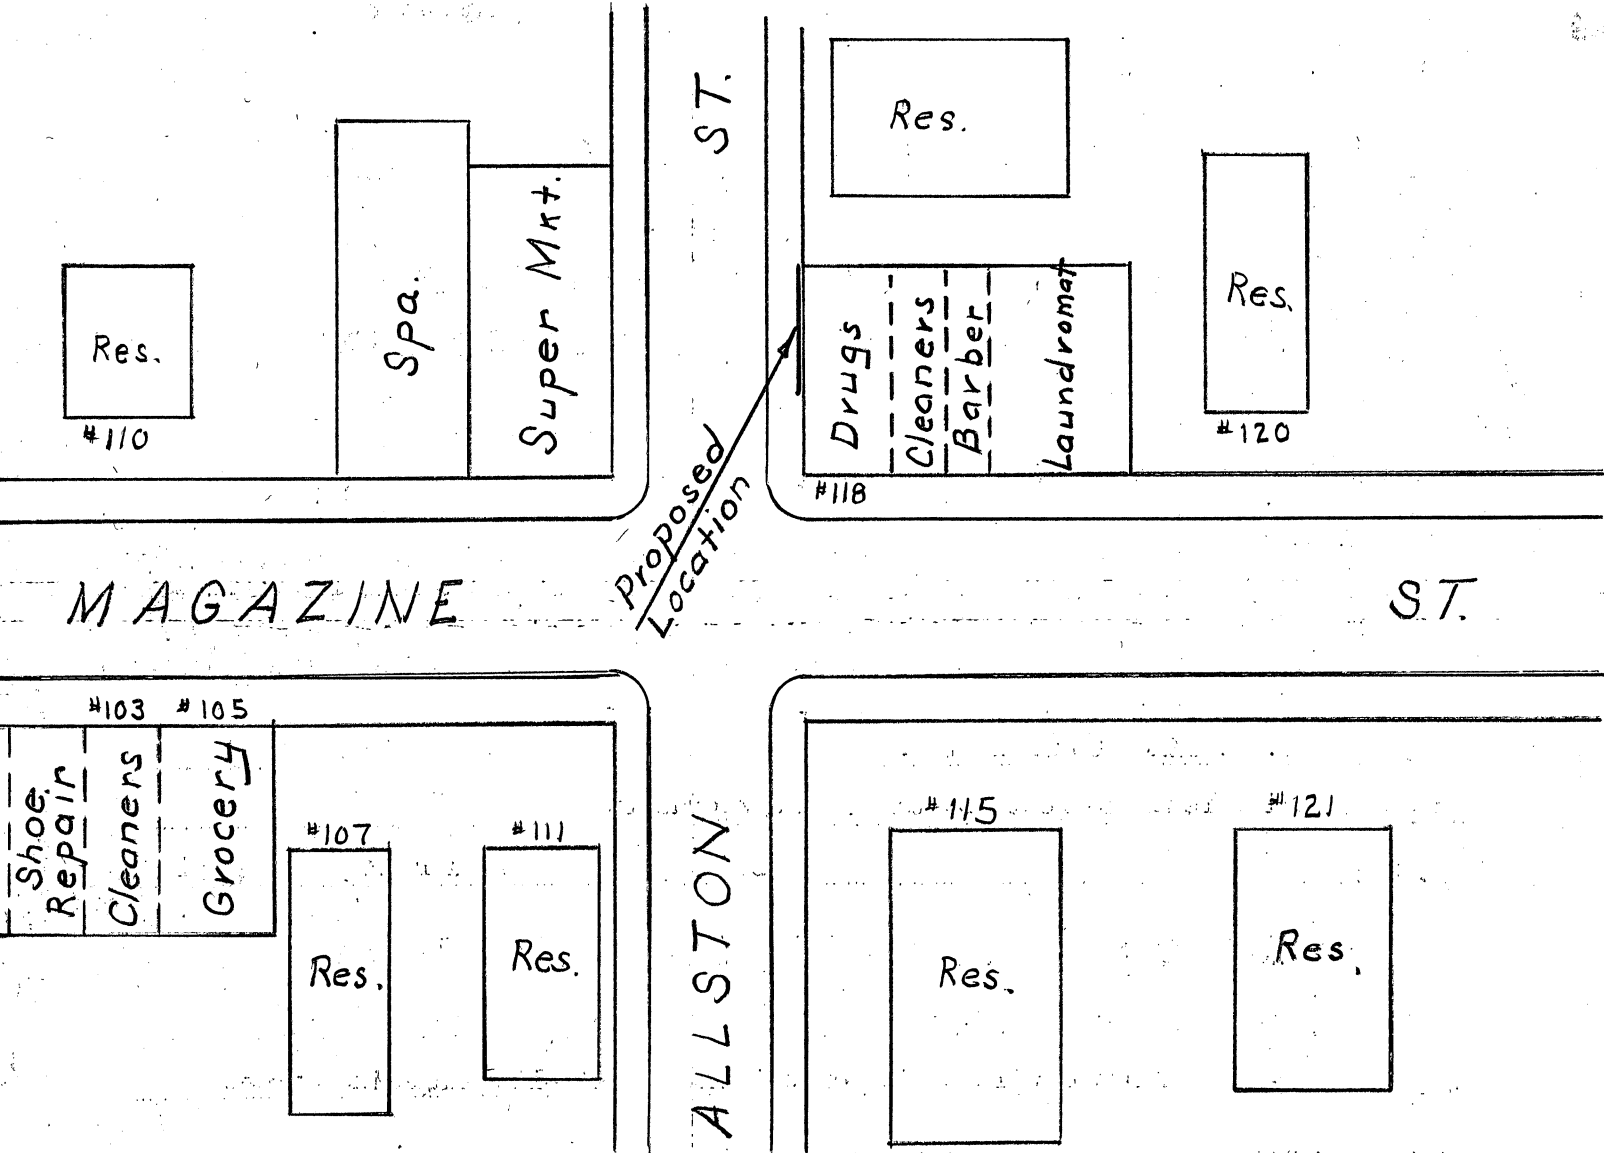 ST.
Res.
Res.
#110
Spa.
Super Mkt.
Drugs
Cleaners
Barber
Laundromat
#118
Res.
#120
Proposed
Location
MAGAZINE ST.
#103 #105
Shoe
Repair
Cleaners
Grocery
#107
Res.
#111
Res.
ALLSTON
#115
Res.
#121
Res.